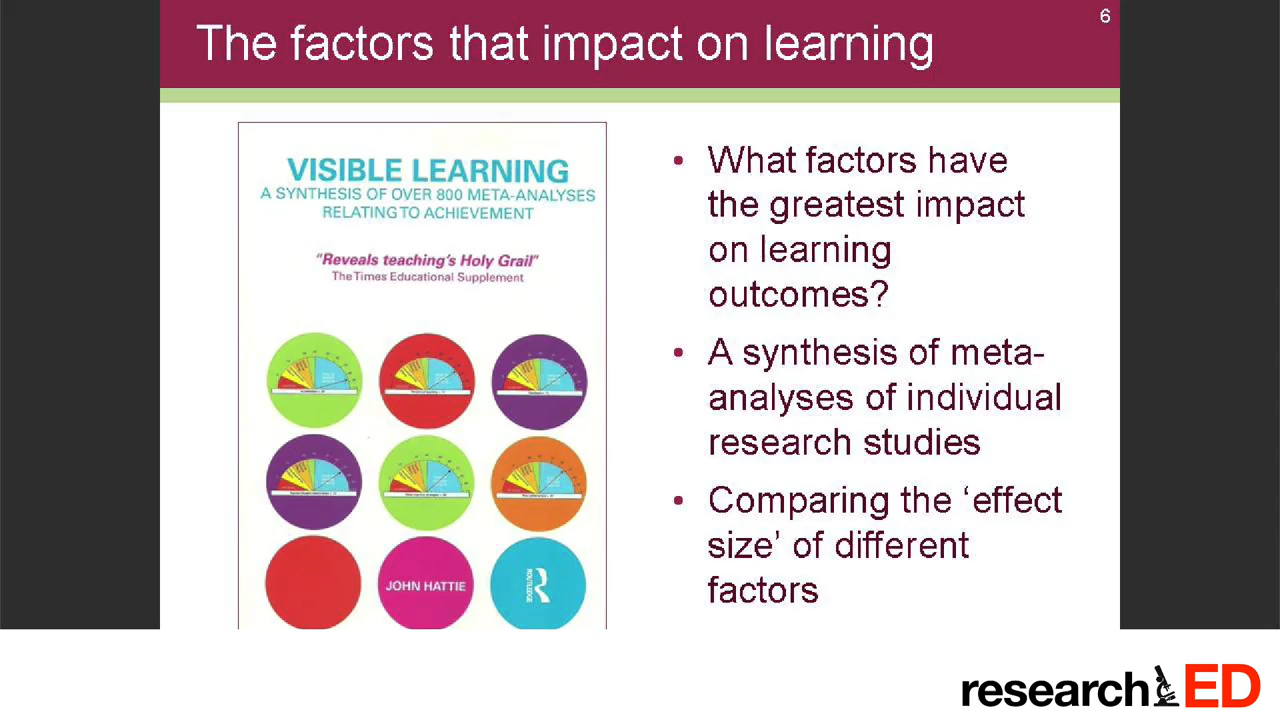 6
The factors that impact on learning
VISIBLE LEARNING
A SYNTHESIS OF OVER 800 META-ANALYSES
RELATING TO ACHIEVEMENT
"Reveals teaching's Holy Grail"
The Times Educational Supplement
JOHN HATTIE
ROUTLEDGE
• What factors have
the greatest impact
on learning
outcomes?
• A synthesis of meta-
analyses of individual
research studies
• Comparing the ‘effect
size’ of different
factors
researchED